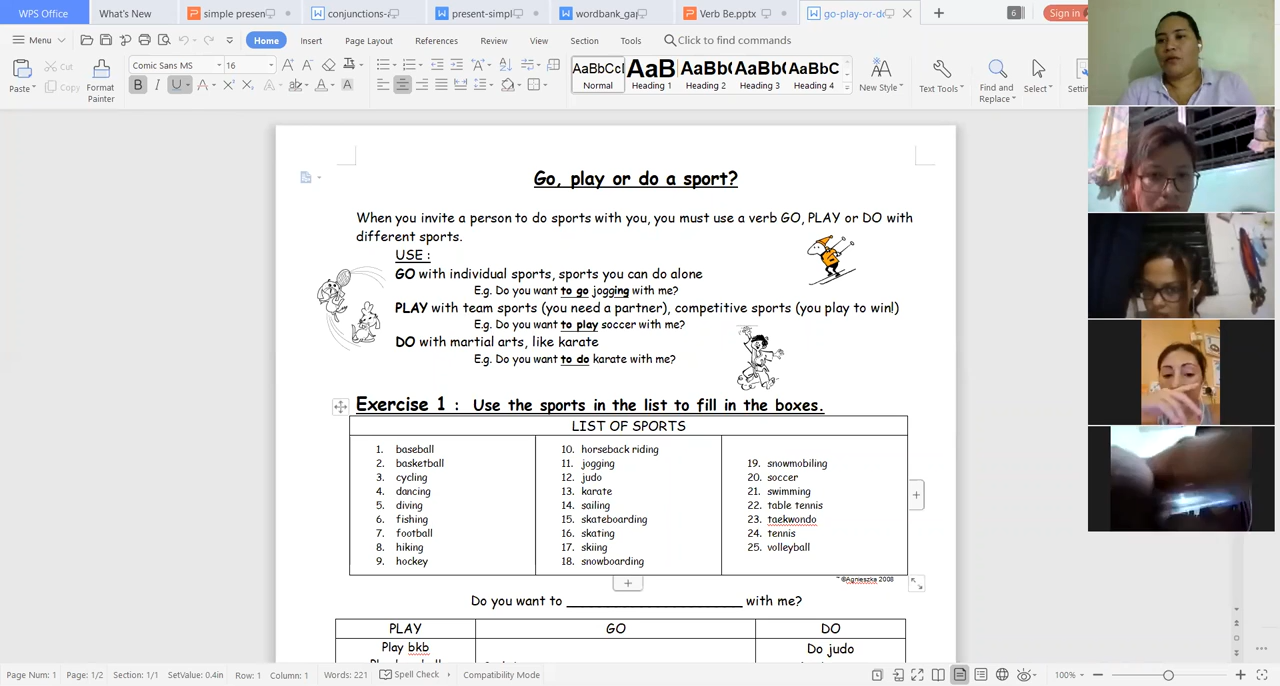 WPS Office What's New simple presen conjunctions- present-simpl wordbank_gap Verb Be.pptx go-play-or-do 6 Sign in
Menu Home Insert Page Layout References Review View Section Tools Click to find commands
Paste Cut Copy Format Painter Comic Sans MS 16 AaBbCcI Normal AaB Heading 1 AaBb( Heading 2 AaBb( Heading 3 AaBbC Heading 4 New Style Text Tools Find and Replace Select
Go, play or do a sport?
When you invite a person to do sports with you, you must use a verb GO, PLAY or DO with
different sports.
USE :
GO with individual sports, sports you can do alone
E.g. Do you want to go jogging with me?
PLAY with team sports (you need a partner), competitive sports (you play to win!)
E.g. Do you want to play soccer with me?
DO with martial arts, like karate
E.g. Do you want to do karate with me?
Exercise 1 : Use the sports in the list to fill in the boxes.
LIST OF SPORTS
1. baseball
2. basketball
3. cycling
4. dancing
5. diving
6. fishing
7. football
8. hiking
9. hockey
10. horseback riding
11. jogging
12. judo
13. karate
14. sailing
15. skateboarding
16. skating
17. skiing
18. snowboarding
19. snowmobiling
20. soccer
21. swimming
22. table tennis
23. taekwondo
24. tennis
25. volleyball
©Agnieszka 2008
Do you want to ______________________ with me?
PLAY GO DO
Play bkb Do judo
Page Num: 1 Page: 1/2 Section: 1/1 SetValue: 0.4in Row: 1 Column: 1 Words: 221 Spell Check Compatibility Mode 100%